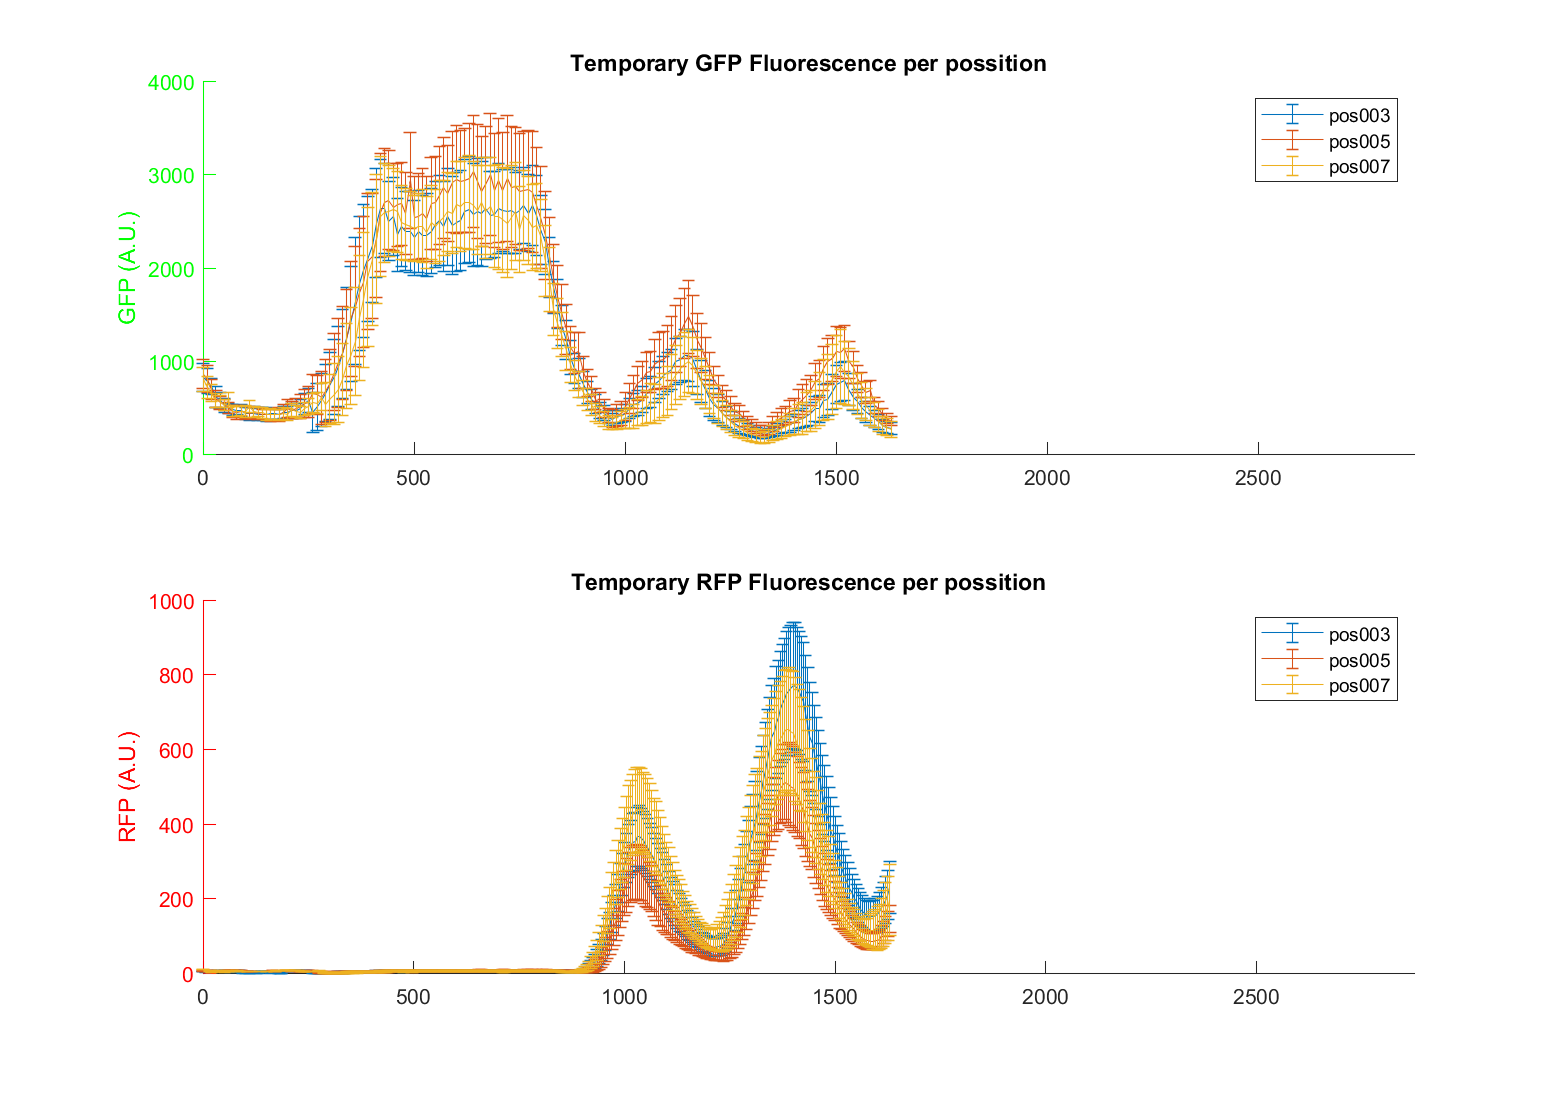 Temporary GFP Fluorescence per possition
4000
3000
2000
1000
0
GFP (A.U.)
0 500 1000 1500 2000 2500
pos003
pos005
pos007
Temporary RFP Fluorescence per possition
1000
800
600
400
200
0
RFP (A.U.)
0 500 1000 1500 2000 2500
pos003
pos005
pos007